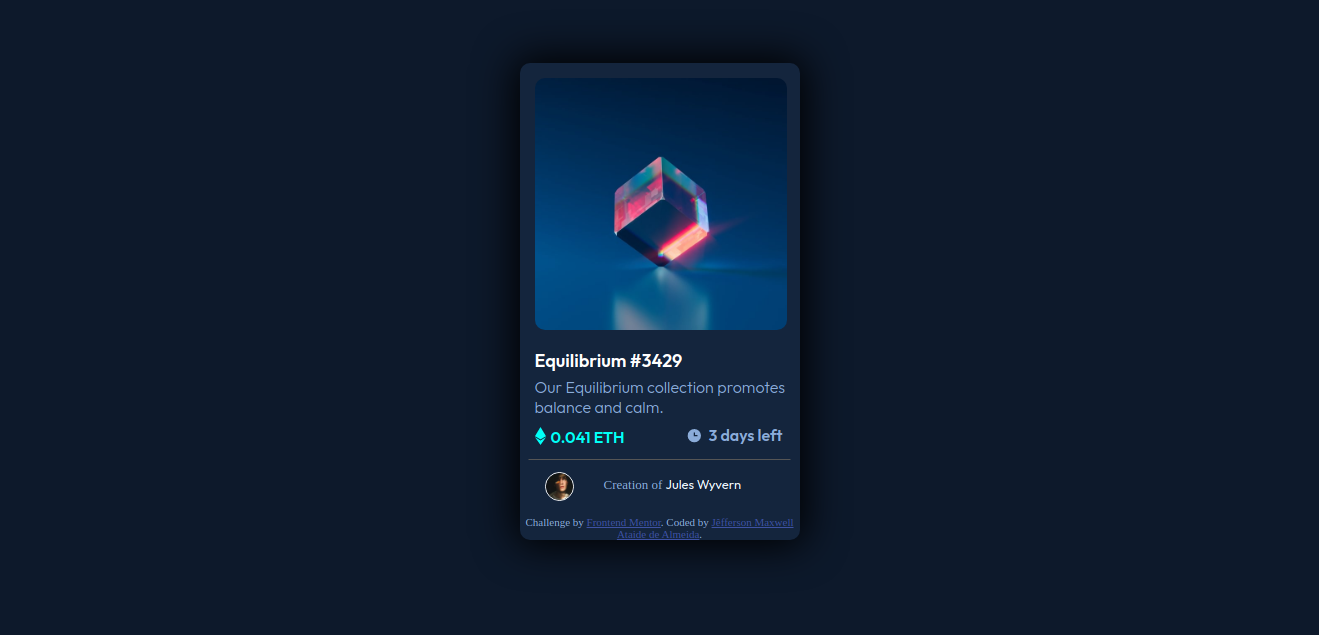 Equilibrium #3429
Our Equilibrium collection promotes
balance and calm.
0.041 ETH
3 days left
Creation of Jules Wyvern
Challenge by Frontend Mentor. Coded by Jêfferson Maxwell
Ataide de Almeida.